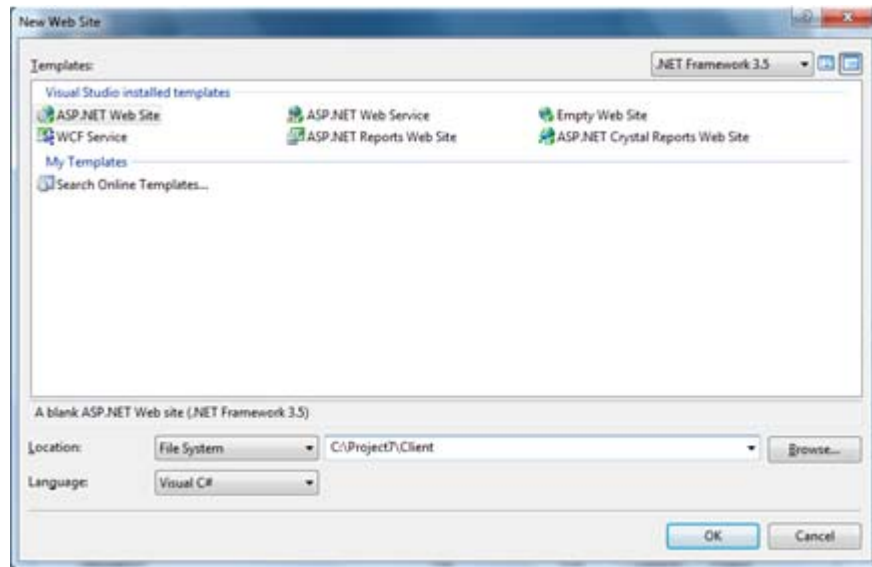 New Web Site
Templates: .NET Framework 3.5
Visual Studio installed templates
ASP.NET Web Site ASP.NET Web Service Empty Web Site
WCF Service ASP.NET Reports Web Site ASP.NET Crystal Reports Web Site
My Templates
Search Online Templates...
A blank ASP.NET Web site (.NET Framework 3.5)
Location: File System C:\Project7\Client Browse...
Language: Visual C#
OK Cancel